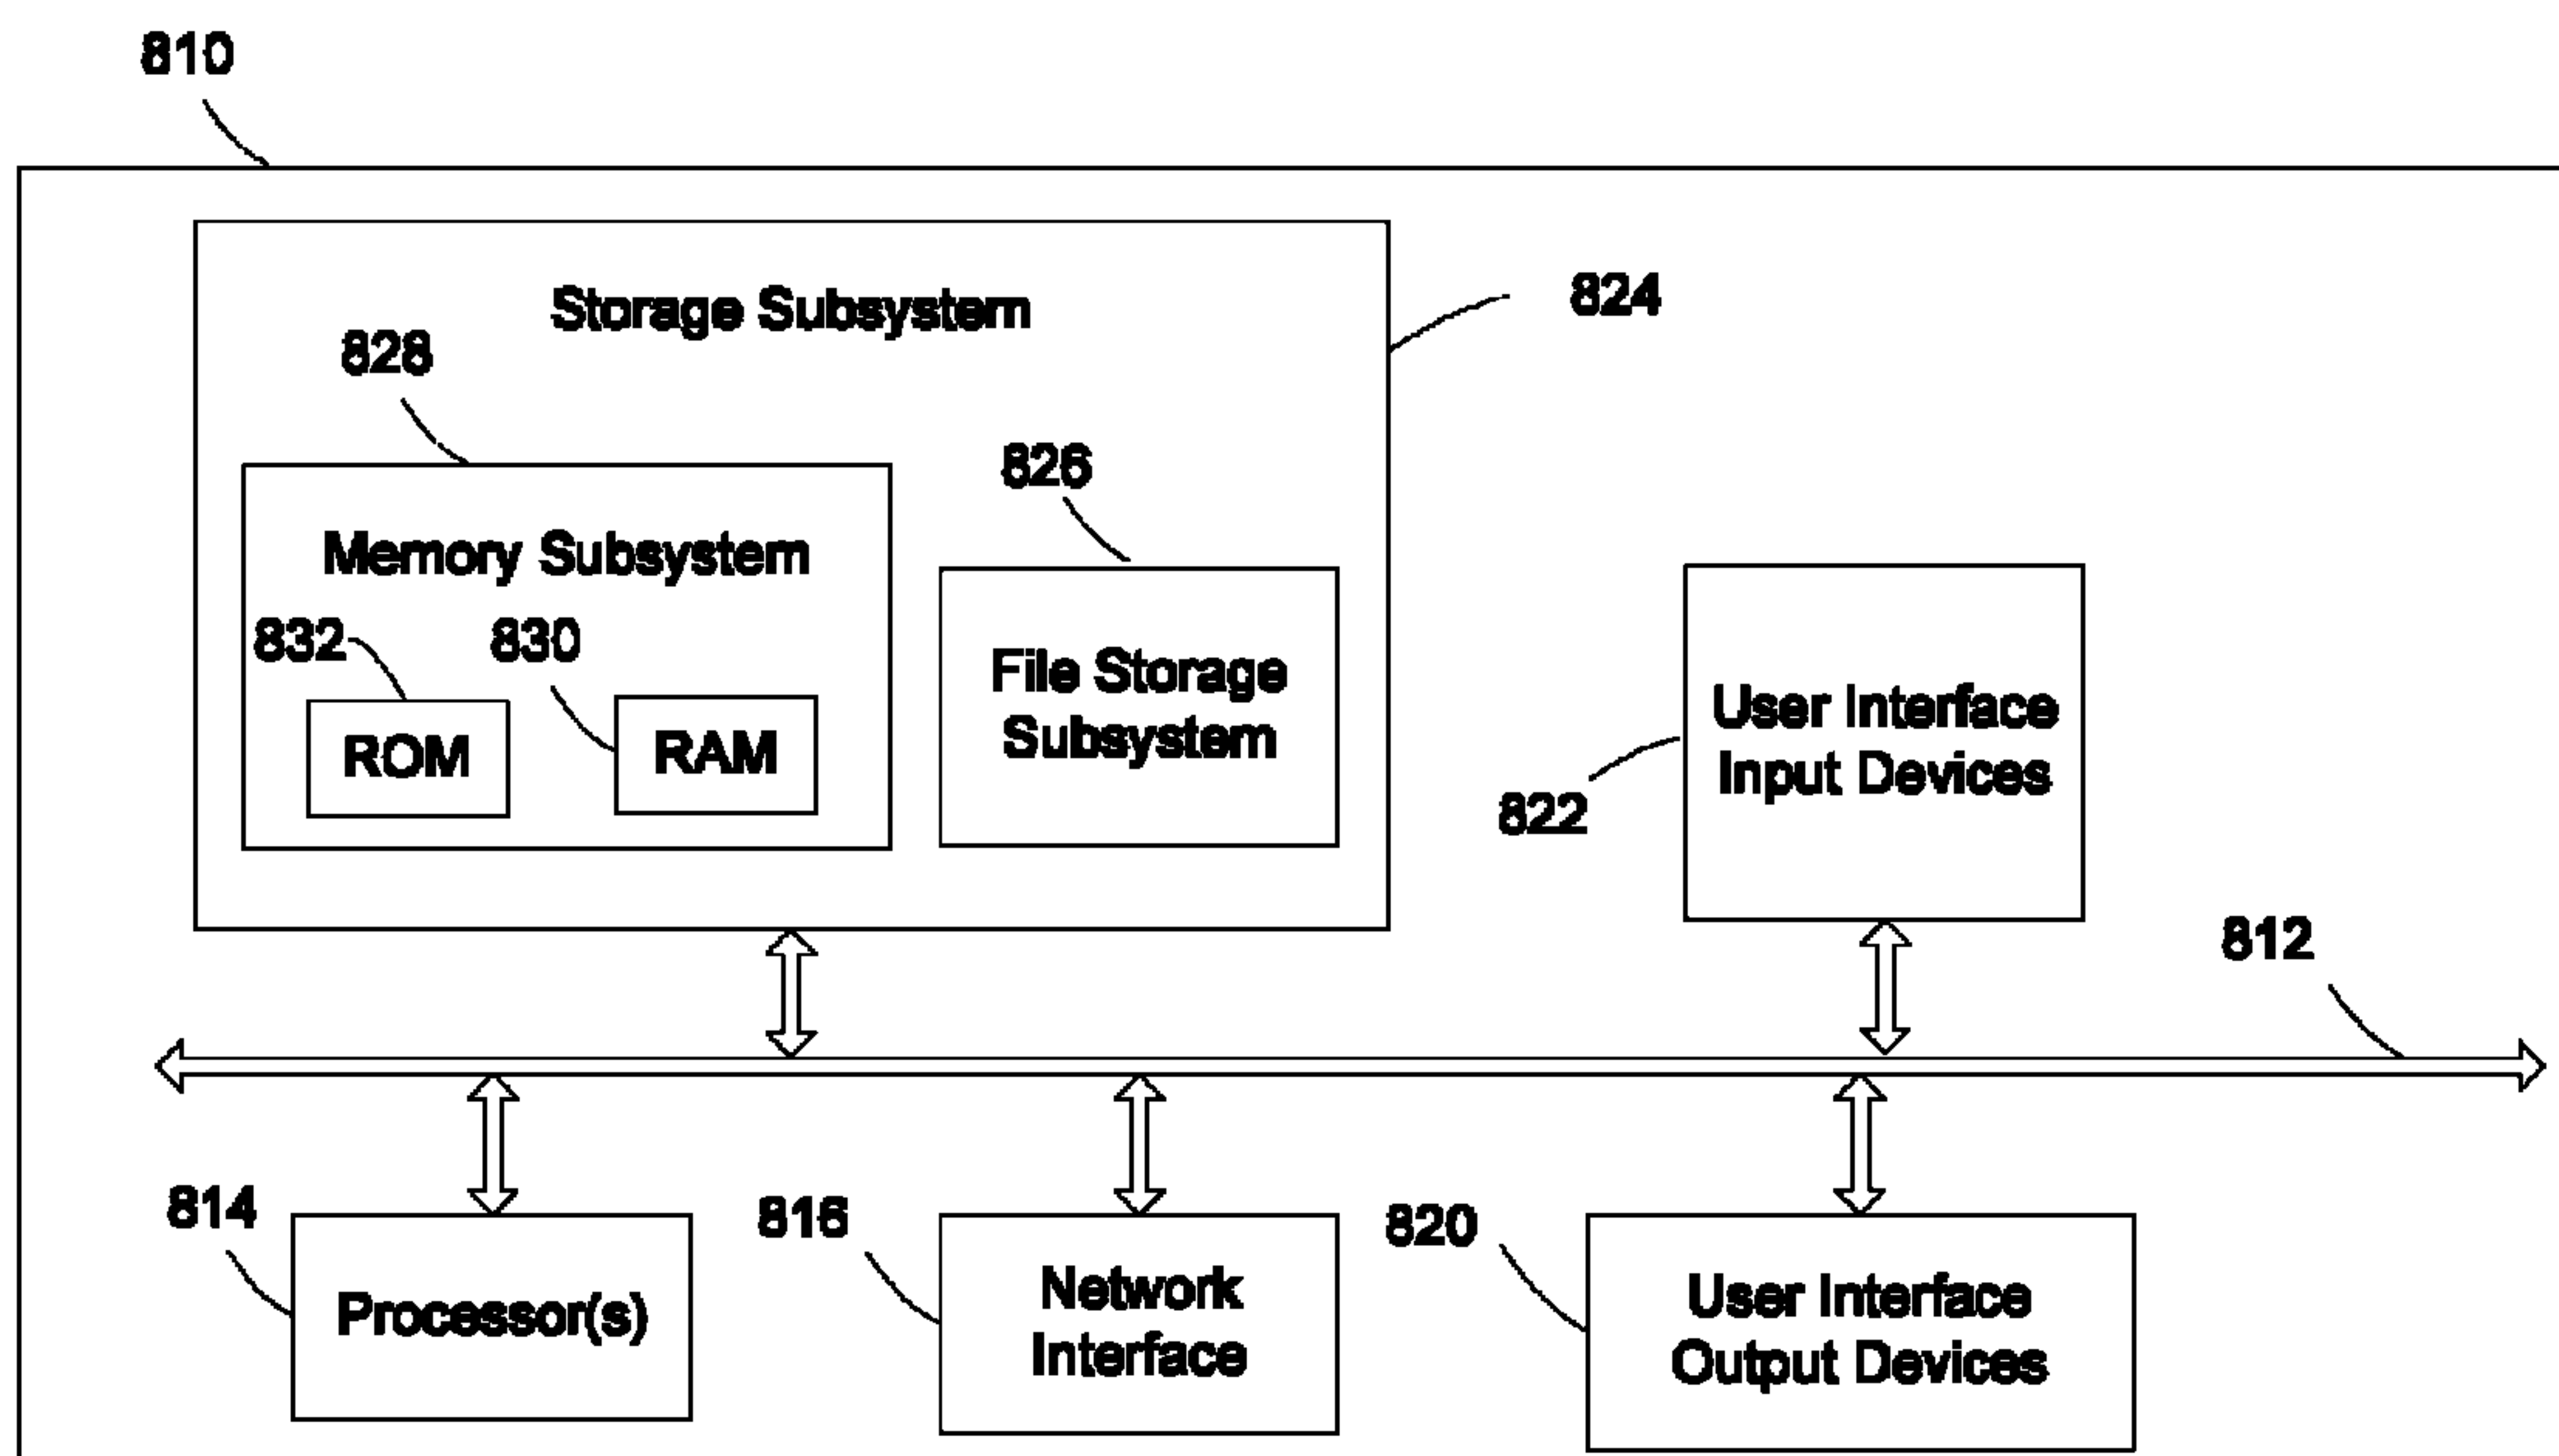 810
Storage Subsystem
824
828
826
Memory Subsystem
832
830
File Storage
Subsystem
ROM
RAM
User Interface
Input Devices
822
812
814
816
820
Processor(s)
Network
Interface
User Interface
Output Devices